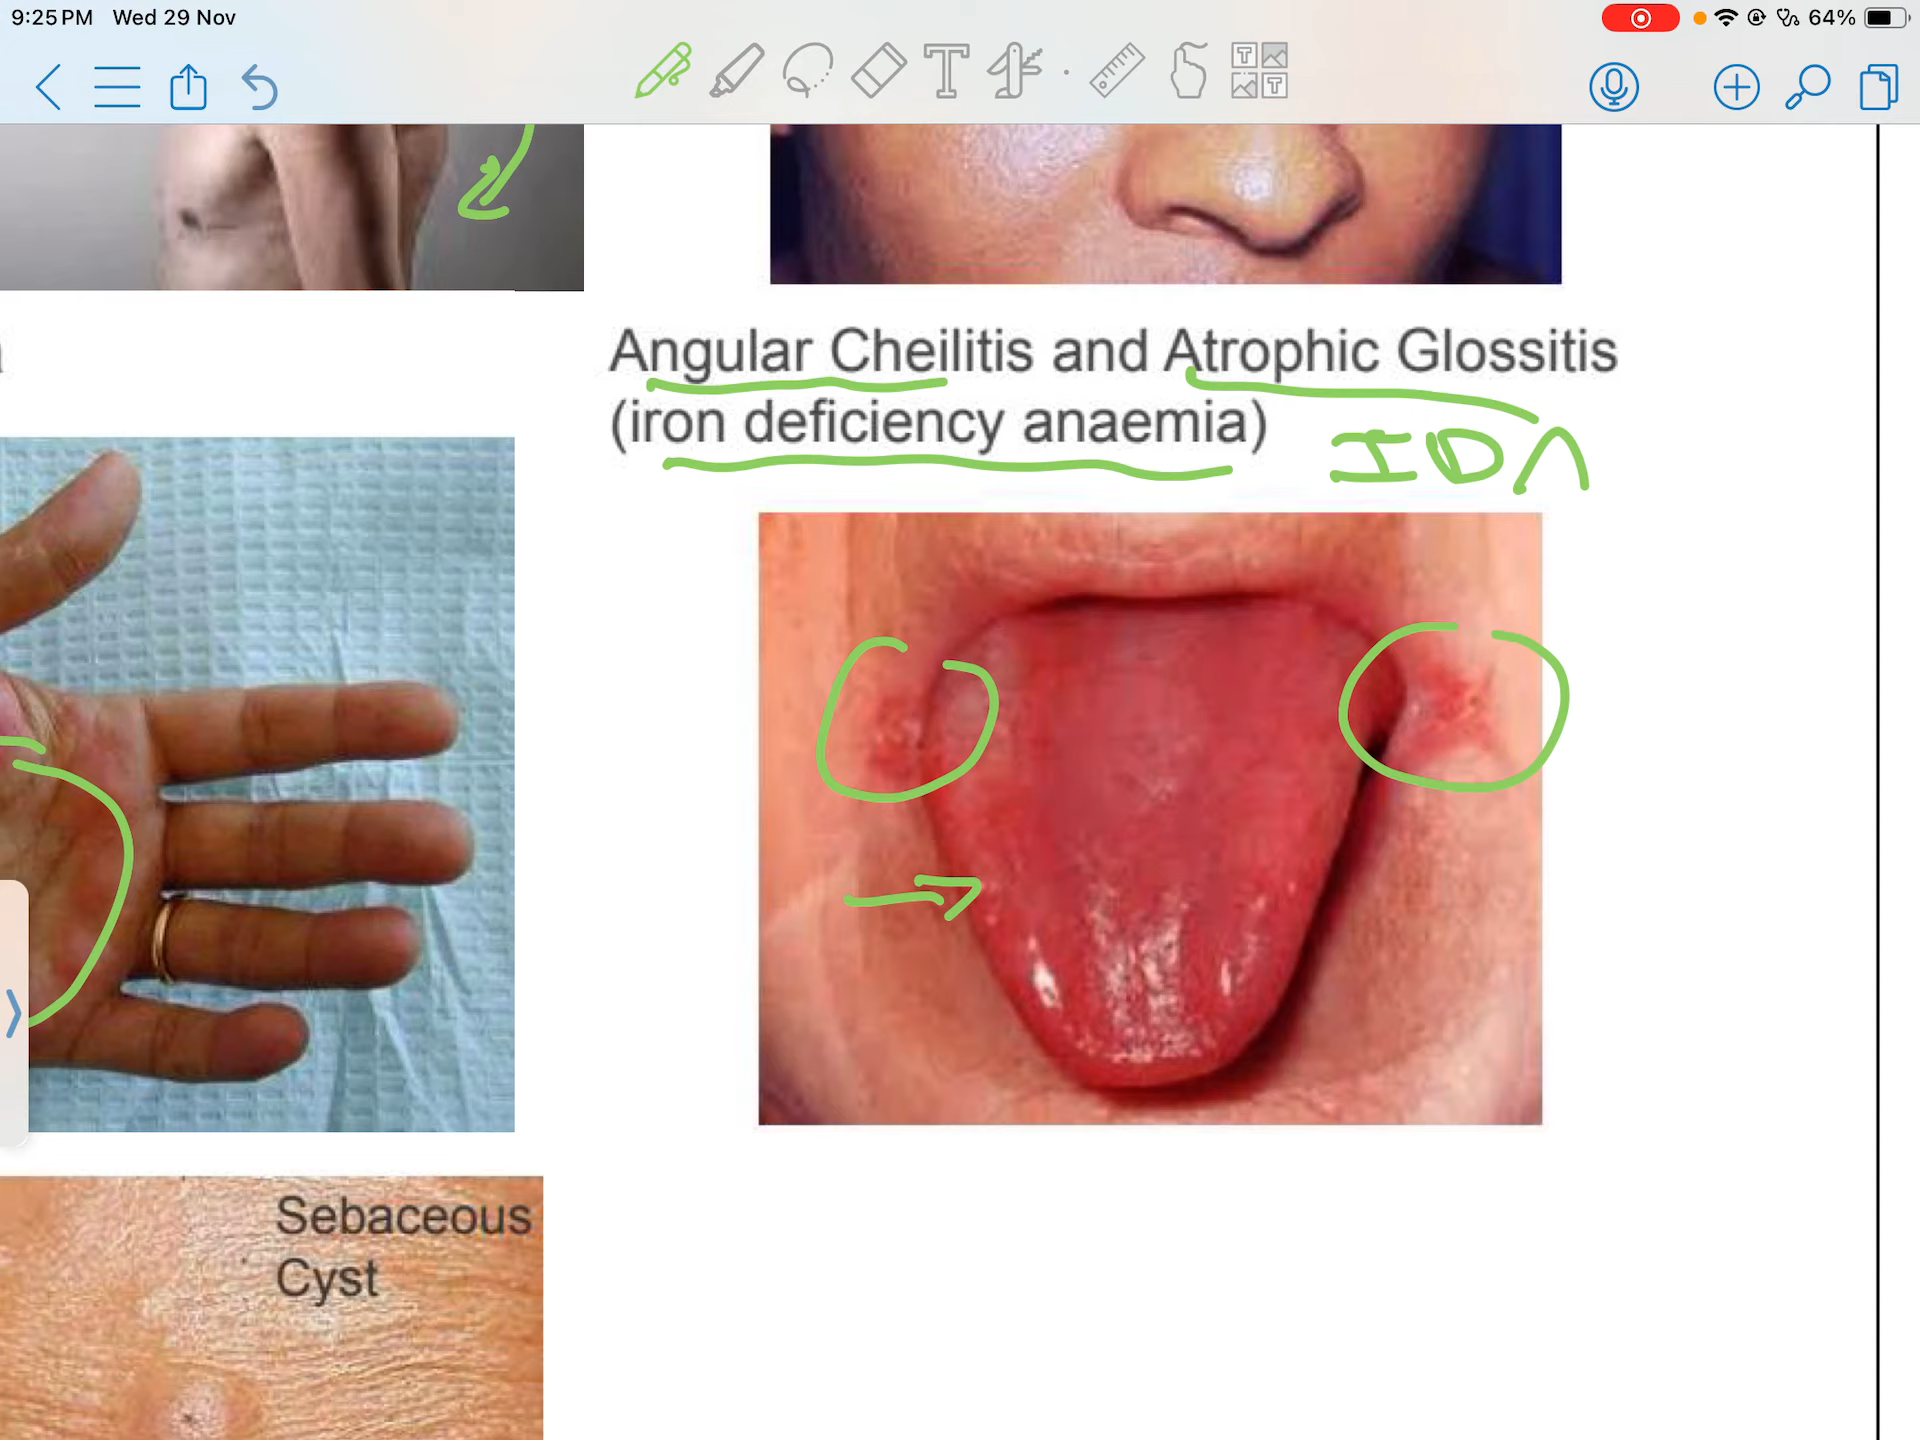 9:25 PM Wed 29 Nov
64%
Angular Cheilitis and Atrophic Glossitis
(iron deficiency anaemia)
IDA
Sebaceous
Cyst